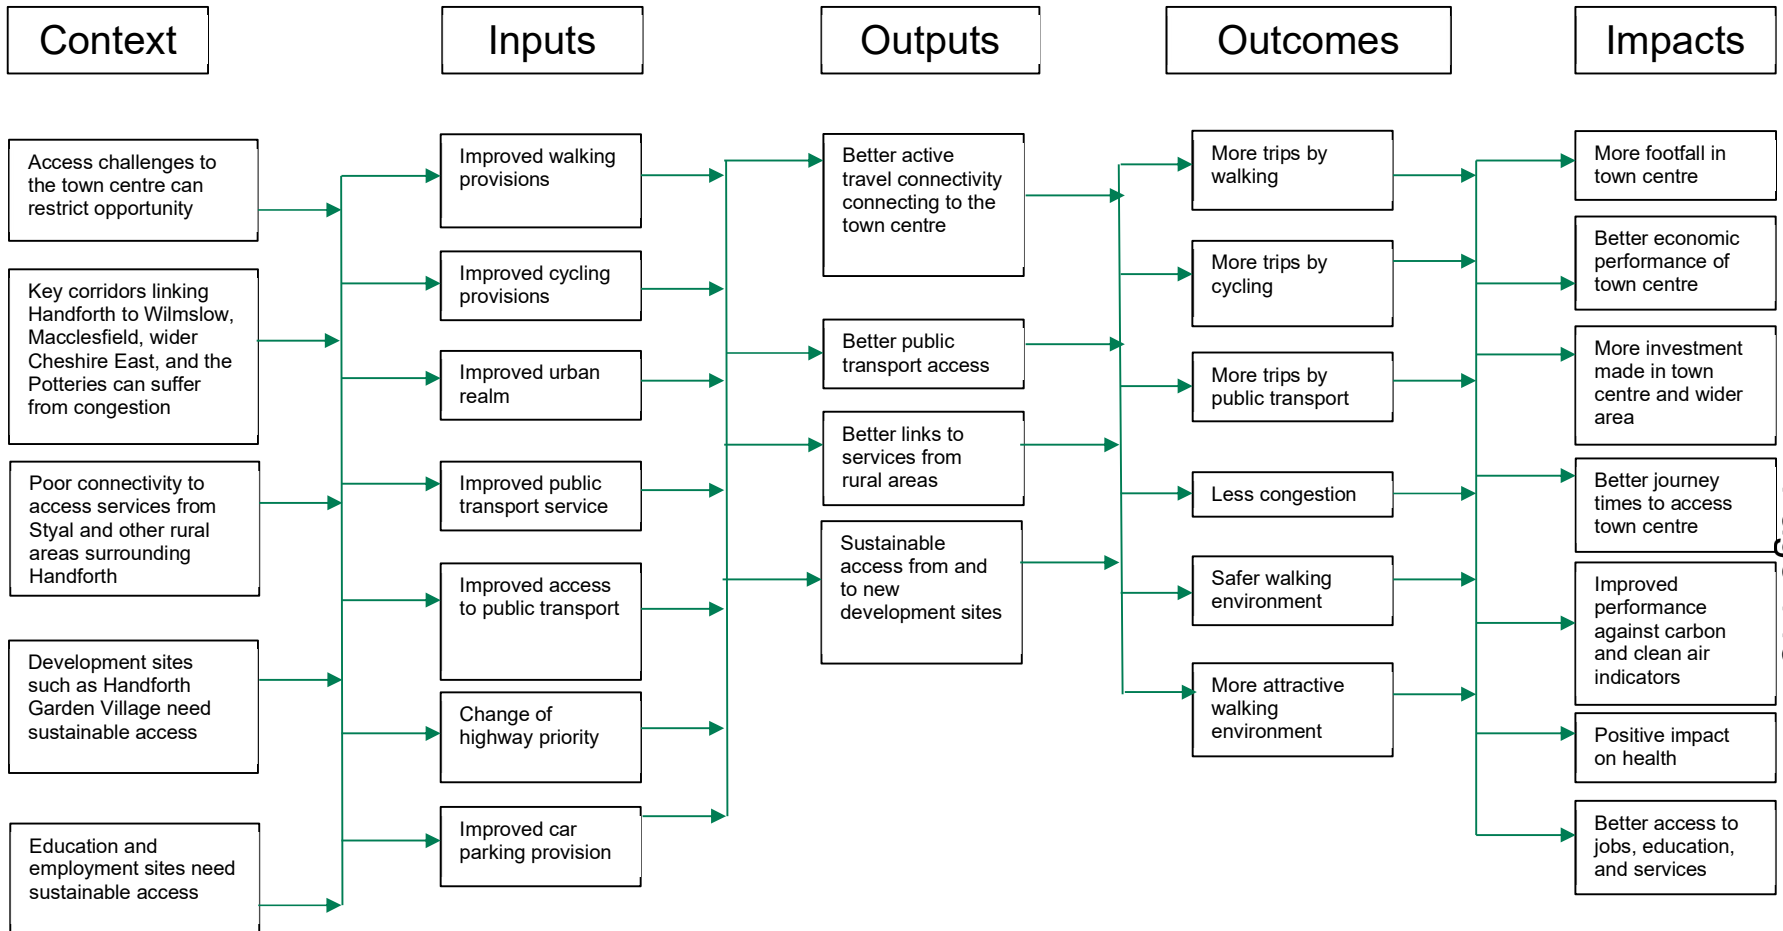 Context
Inputs
Outputs
Outcomes
Impacts
Access challenges to
the town centre can
restrict opportunity
Key corridors linking
Handforth to Wilmslow,
Macclesfield, wider
Cheshire East, and the
Potteries can suffer
from congestion
Poor connectivity to
access services from
Styal and other rural
areas surrounding
Handforth
Development sites
such as Handforth
Garden Village need
sustainable access
Education and
employment sites need
sustainable access
Improved walking
provisions
Improved cycling
provisions
Improved urban
realm
Improved public
transport service
Improved access
to public transport
Change of
highway priority
Improved car
parking provision
Better active
travel connectivity
connecting to the
town centre
Better public
transport access
Better links to
services from
rural areas
Sustainable
access from and
to new
development sites
More trips by
walking
More trips by
cycling
More trips by
public transport
Less congestion
Safer walking
environment
More attractive
walking
environment
More footfall in
town centre
Better economic
performance of
town centre
More investment
made in town
centre and wider
area
Better journey
times to access
town centre
Improved
performance
against carbon
and clean air
indicators
Positive impact
on health
Better access to
jobs, education,
and services